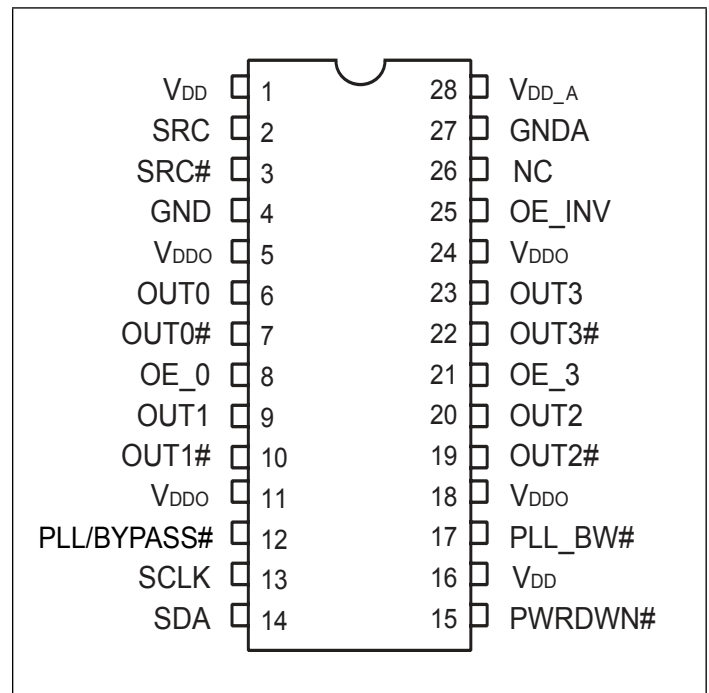 VDD 1 28 VDD_A
SRC 2 27 GNDA
SRC# 3 26 NC
GND 4 25 OE_INV
VDDO 5 24 VDDO
OUT0 6 23 OUT3
OUT0# 7 22 OUT3#
OE_0 8 21 OE_3
OUT1 9 20 OUT2
OUT1# 10 19 OUT2#
VDDO 11 18 VDDO
PLL/BYPASS# 12 17 PLL_BW#
SCLK 13 16 VDD
SDA 14 15 PWRDWN#